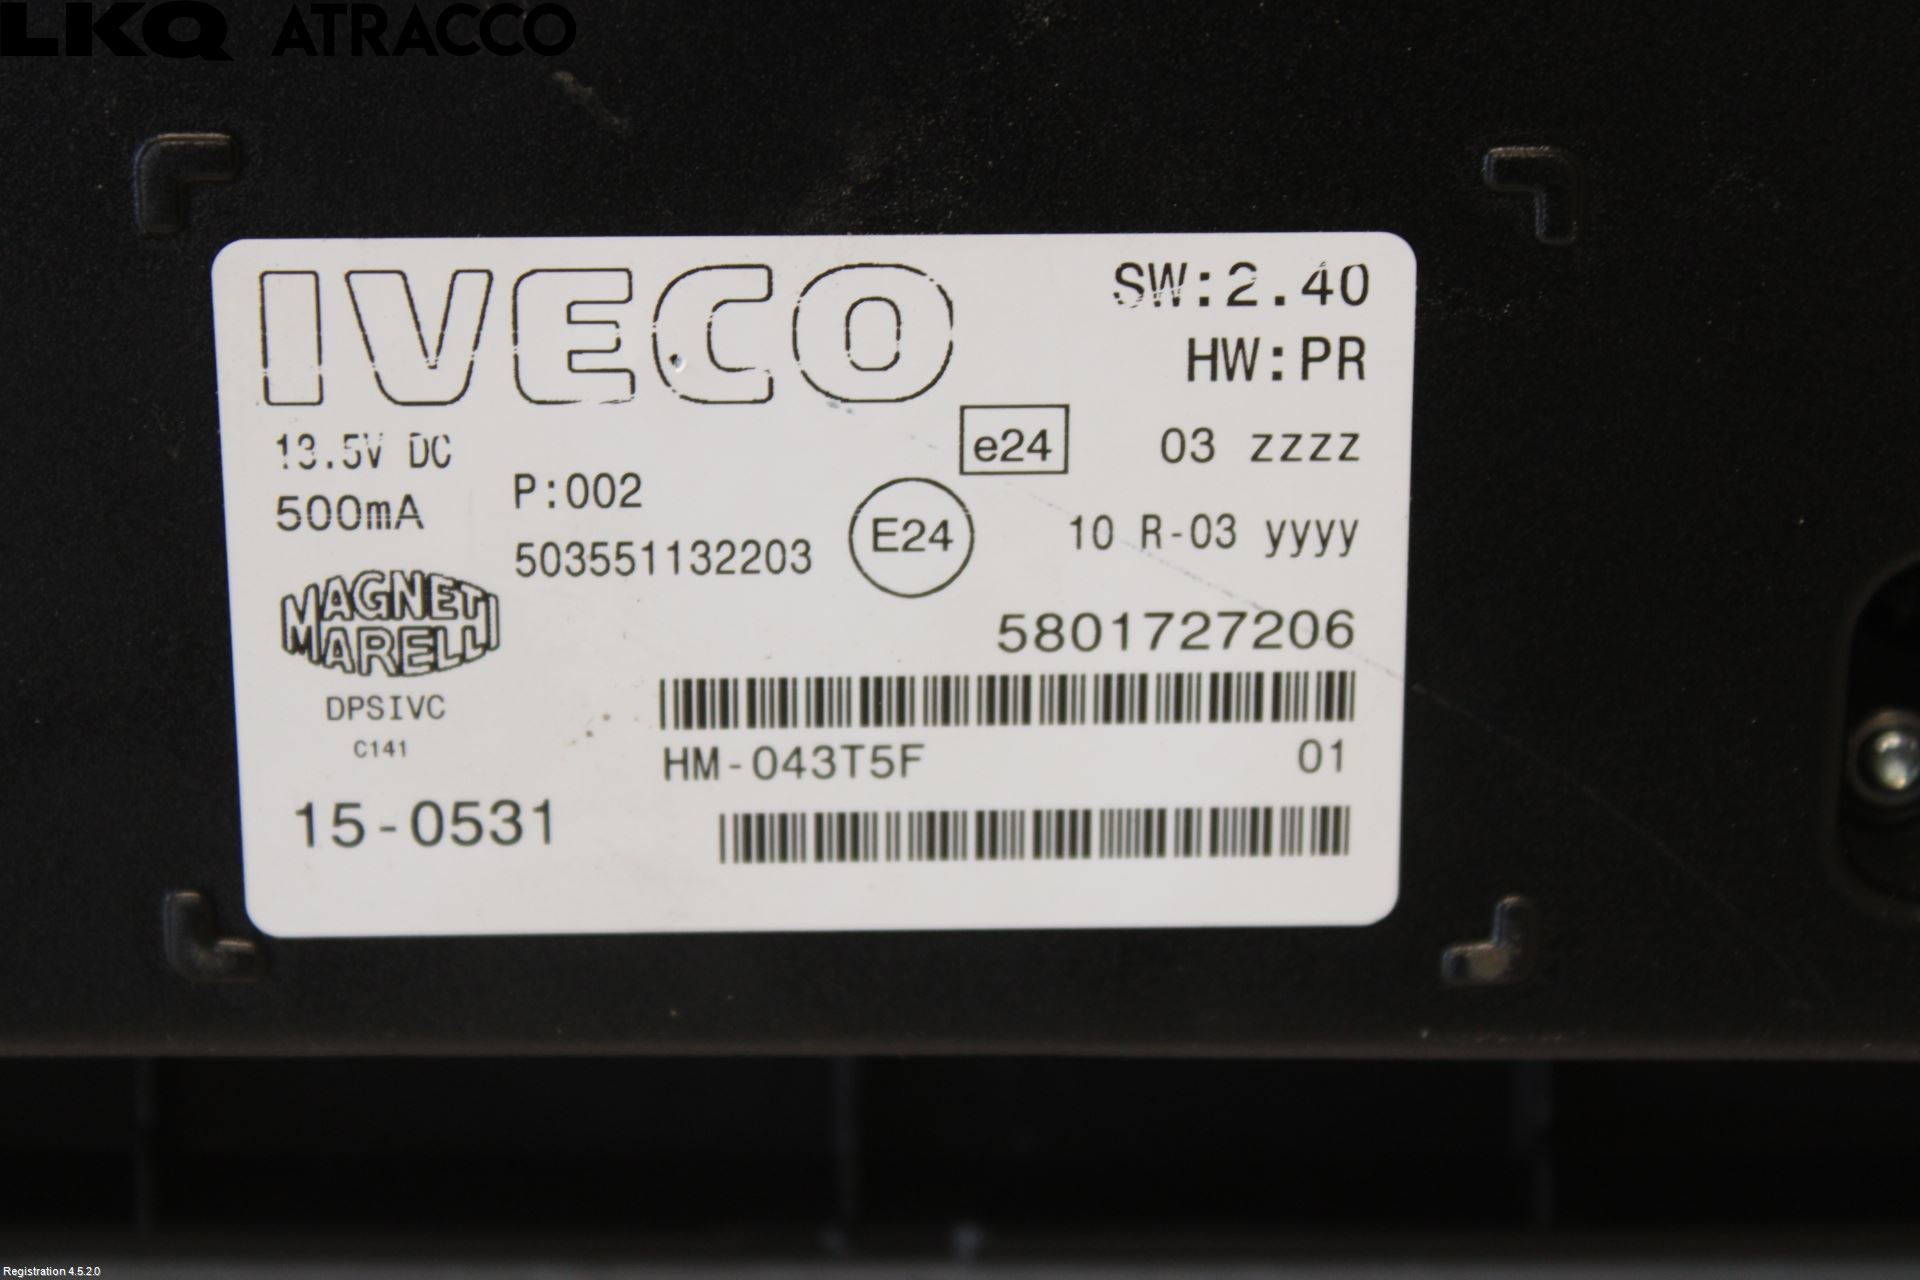 LKQ ATRACCO
IVECO
SW:2.40
HW:PR
13.5V DC
500mA
P:002
503551132203
e24
03 zzzz
E24
10 R-03 yyyy
5801727206
MAGNETI
MARELLI
DPSIVC
C141
HM-043T5F 01
15-0531
Registration 4.5.2.0